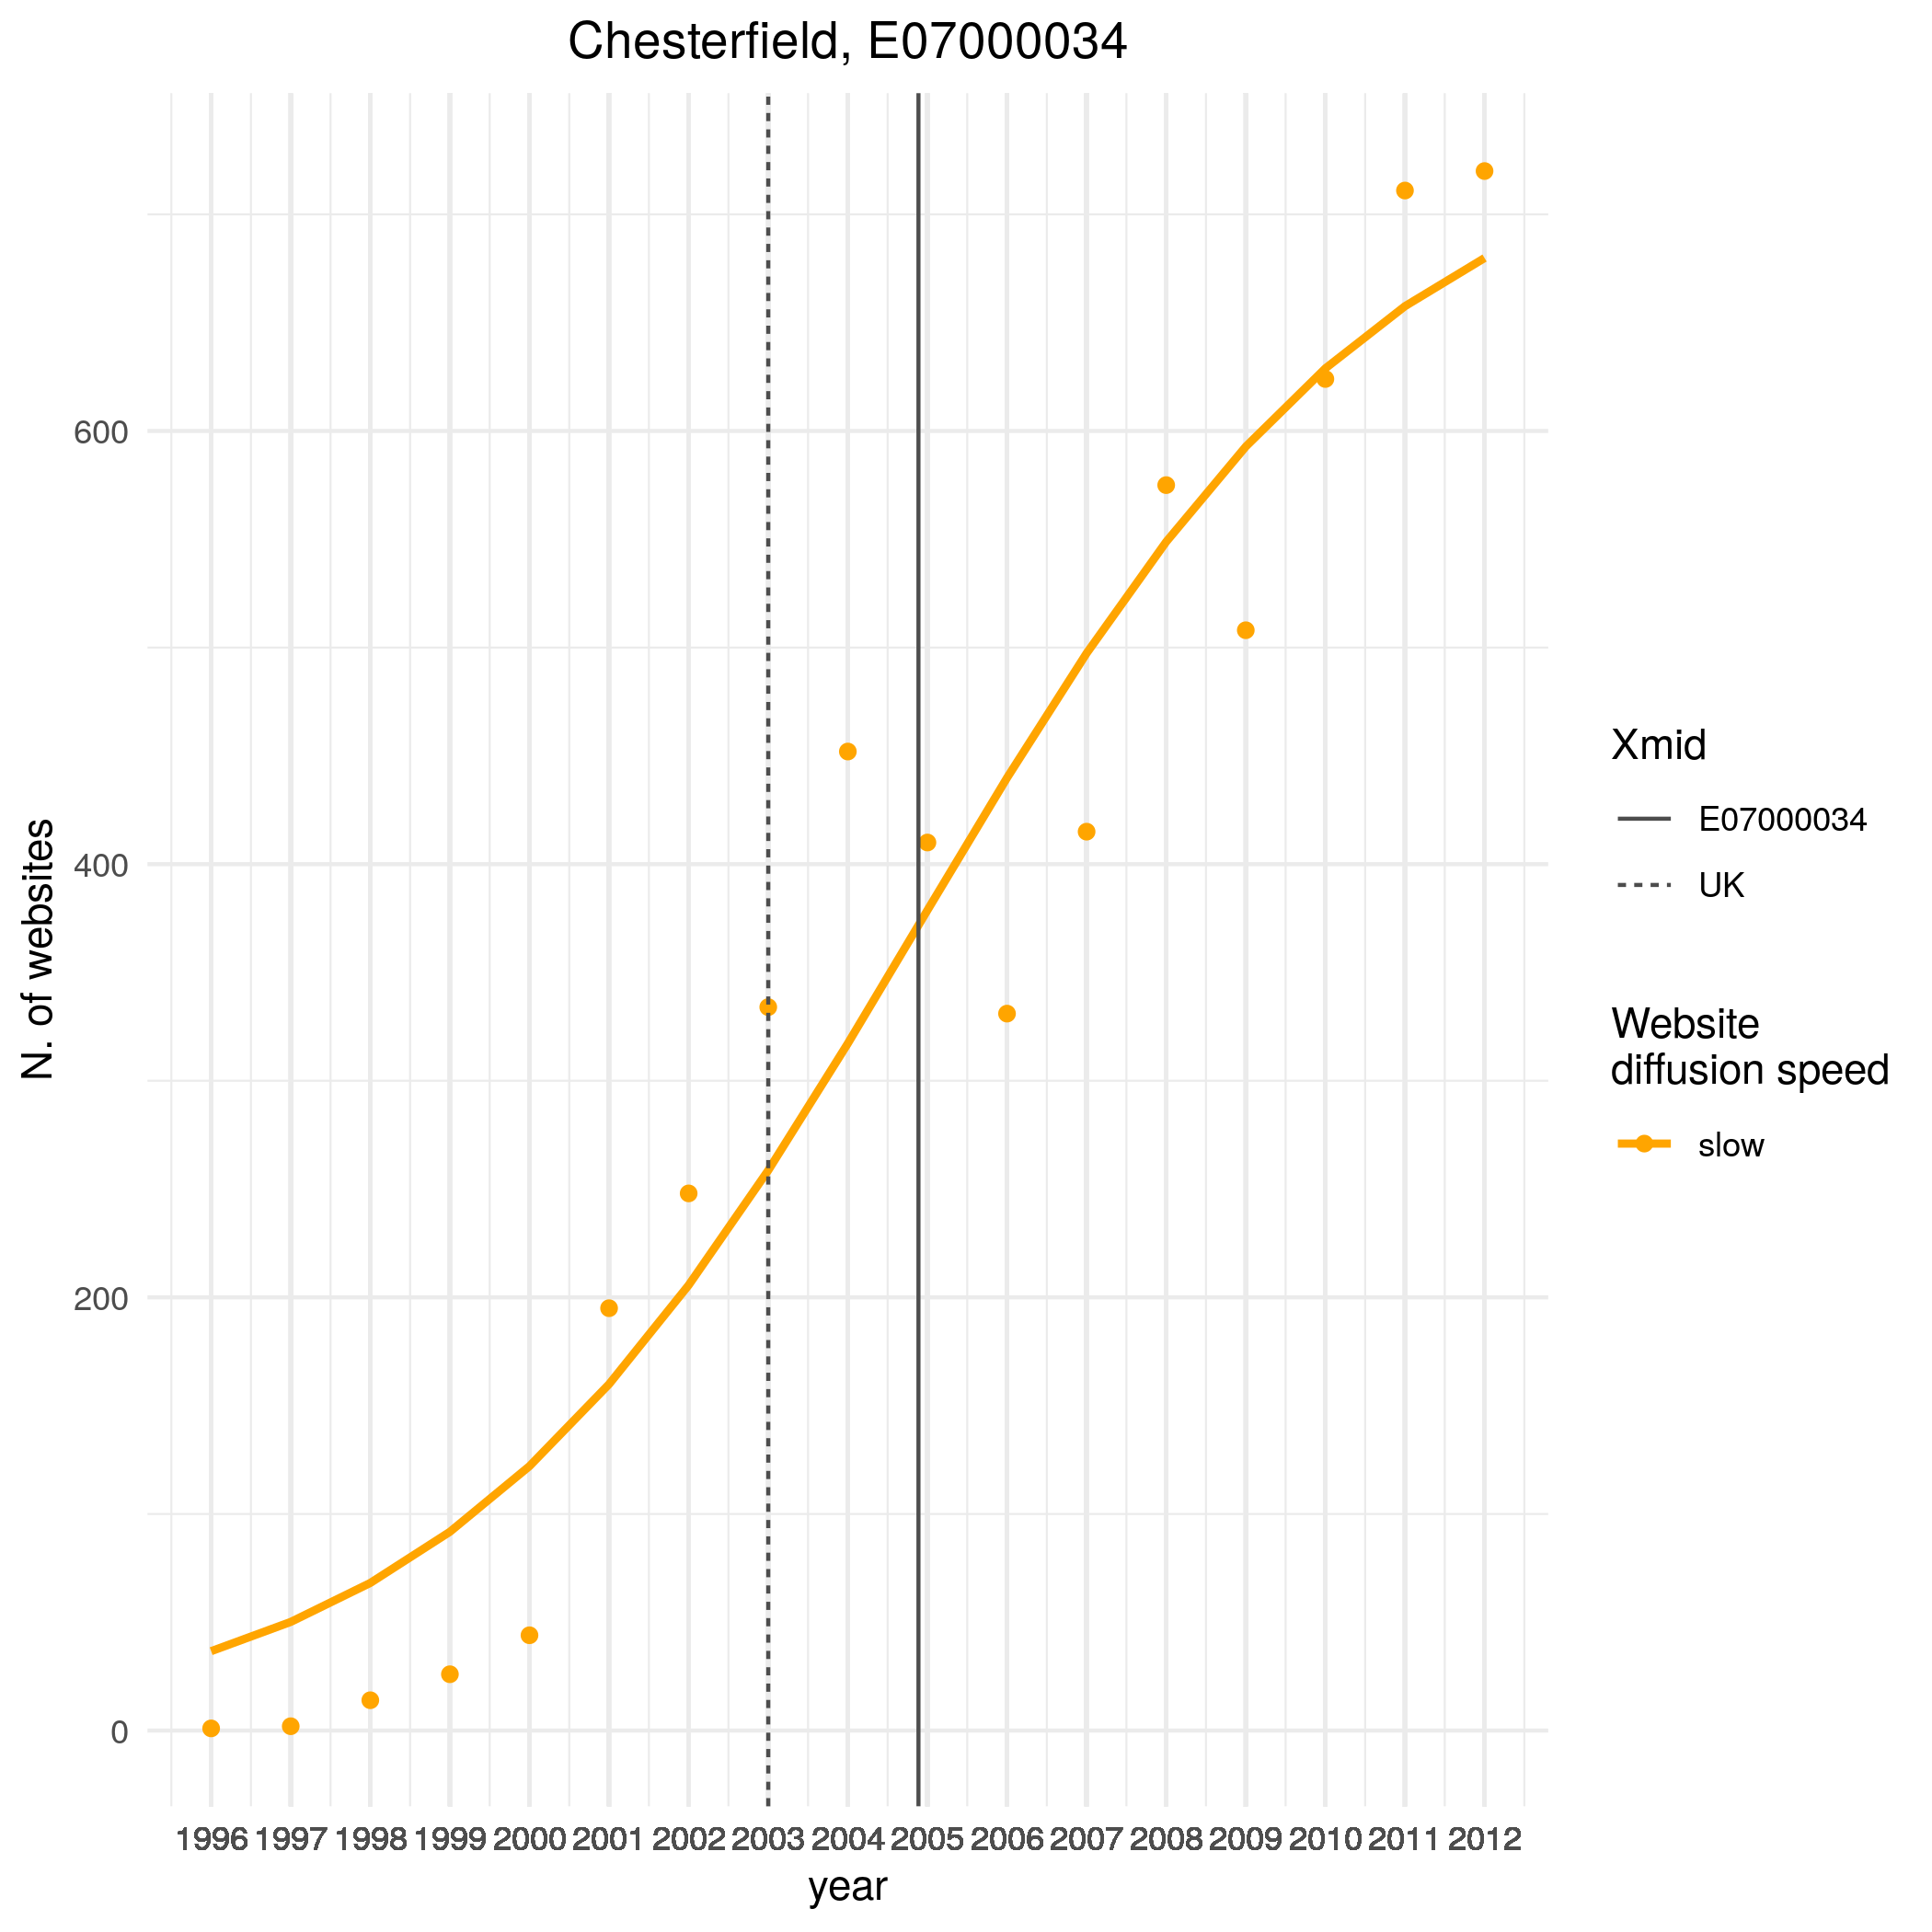 Chesterfield, E07000034
N. of websites
600
400
200
0
1996 1997 1998 1999 2000 2001 2002 2003 2004 2005 2006 2007 2008 2009 2010 2011 2012
year
Xmid
E07000034
UK
Website
diffusion speed
slow